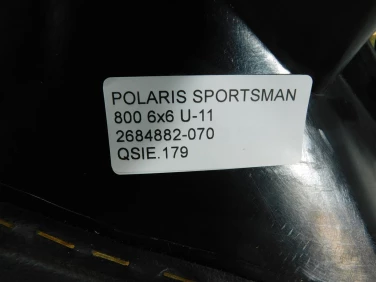 POLARIS SPORTSMAN
800 6x6 U-11
2684882-070
QSIE.179